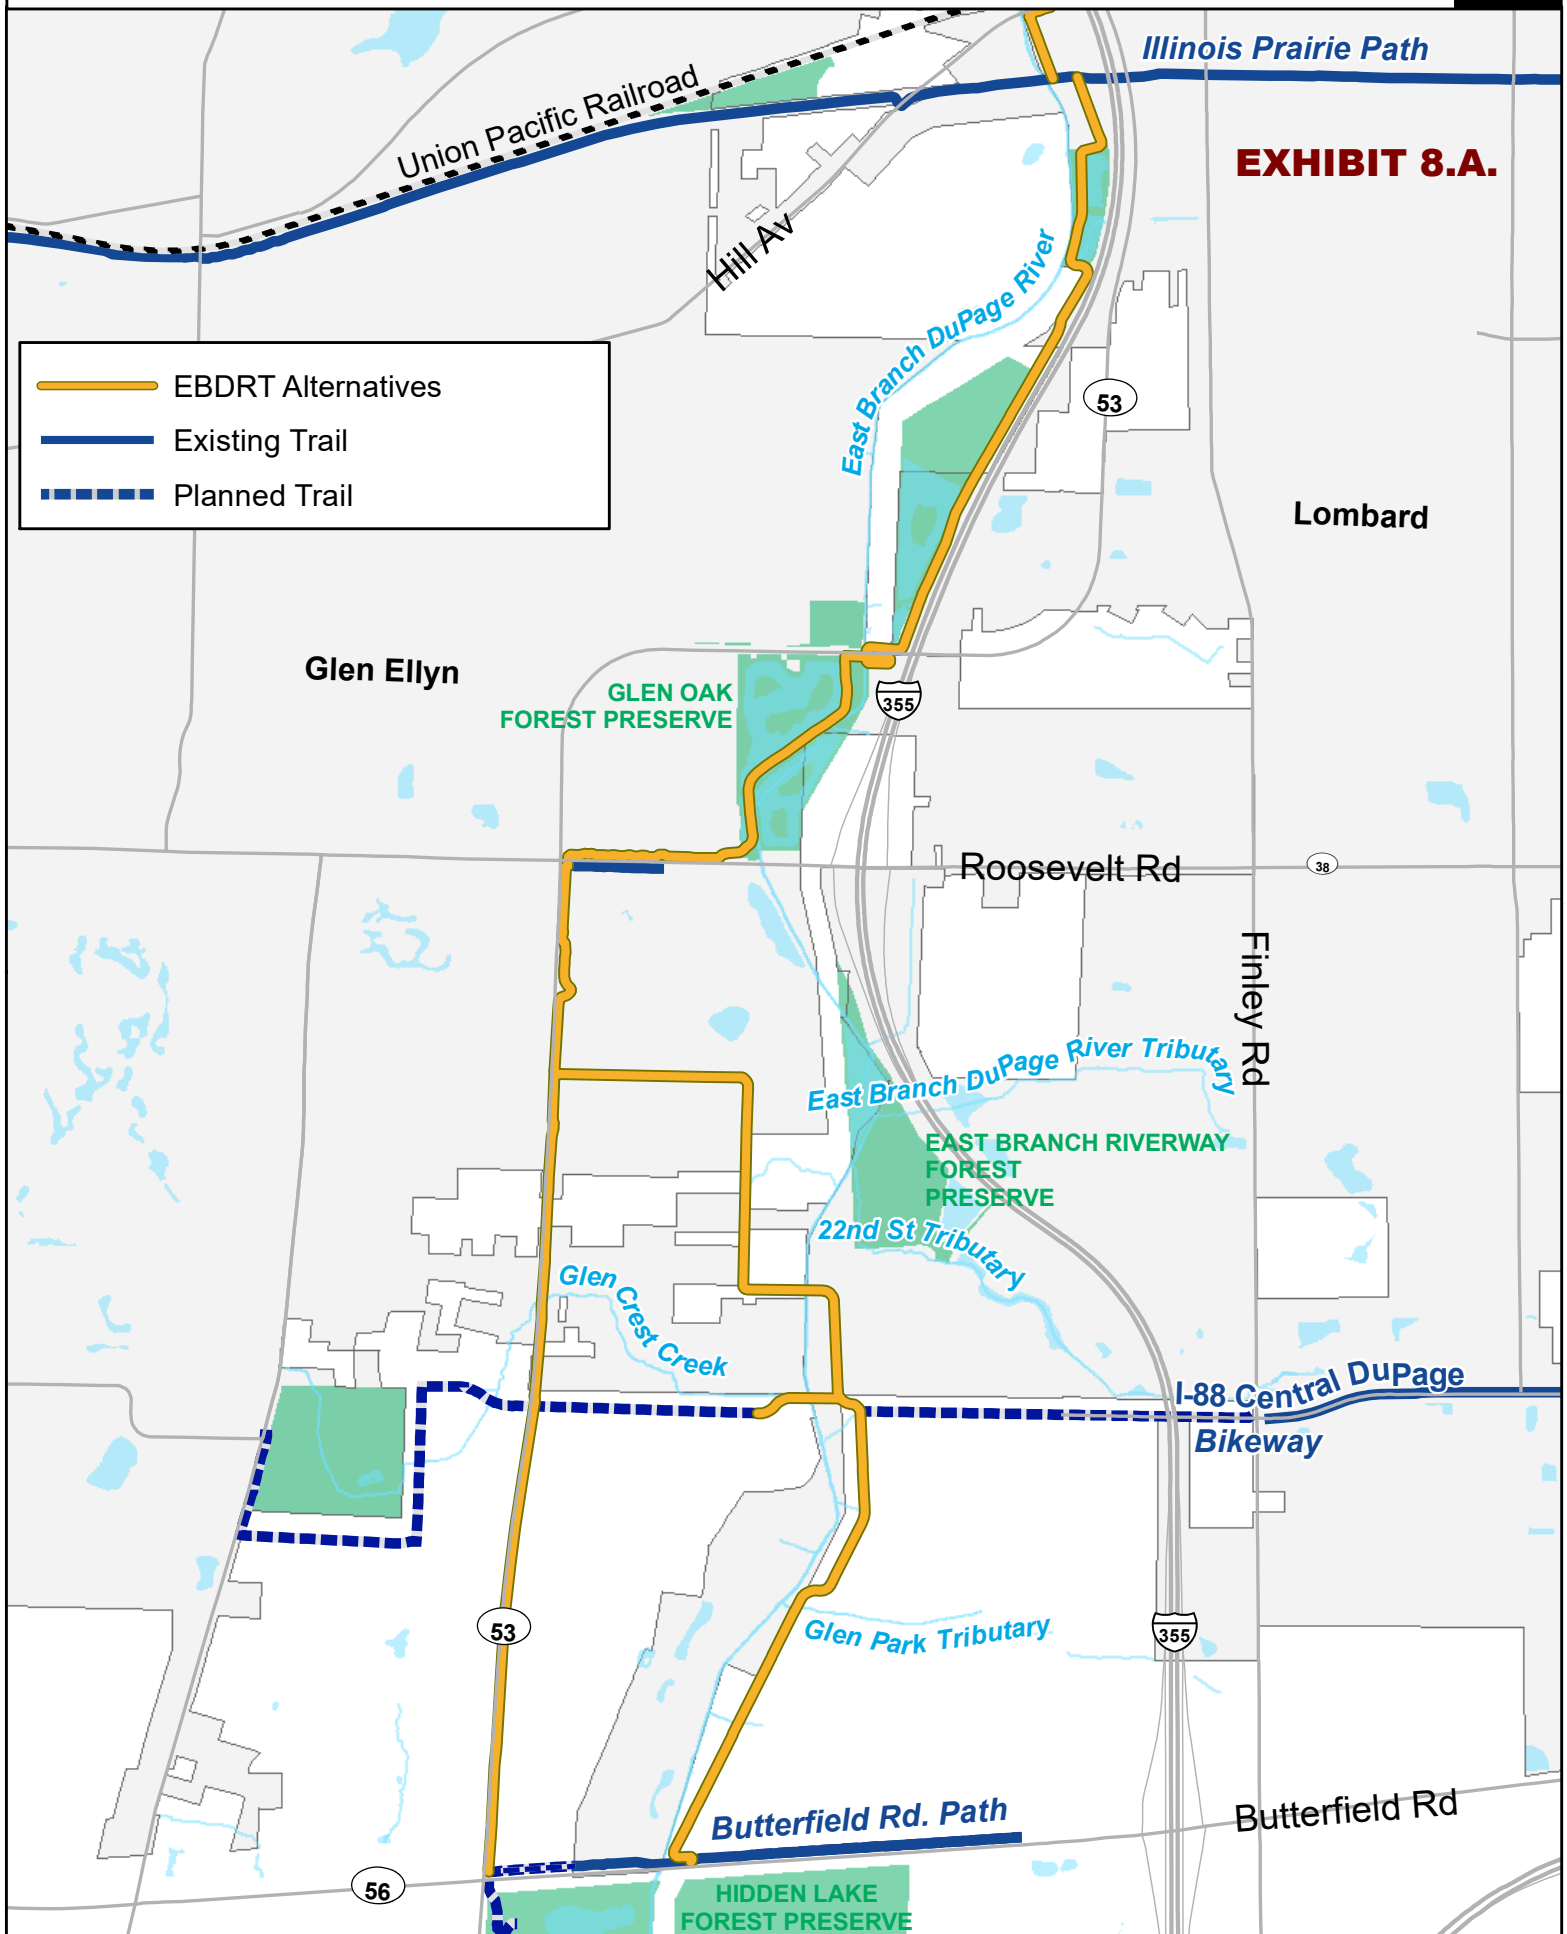 Illinois Prairie Path
Union Pacific Railroad
EXHIBIT 8.A.
Hill Av
East Branch DuPage River
EBDRT Alternatives
Existing Trail
Planned Trail
53
Lombard
Glen Ellyn
GLEN OAK
FOREST PRESERVE
355
Roosevelt Rd
38
Finley Rd
East Branch DuPage River Tributary
EAST BRANCH RIVERWAY
FOREST
PRESERVE
22nd St Tributary
Glen Crest Creek
I-88 Central DuPage
Bikeway
53
Glen Park Tributary
355
Butterfield Rd. Path
Butterfield Rd
56
HIDDEN LAKE
FOREST PRESERVE